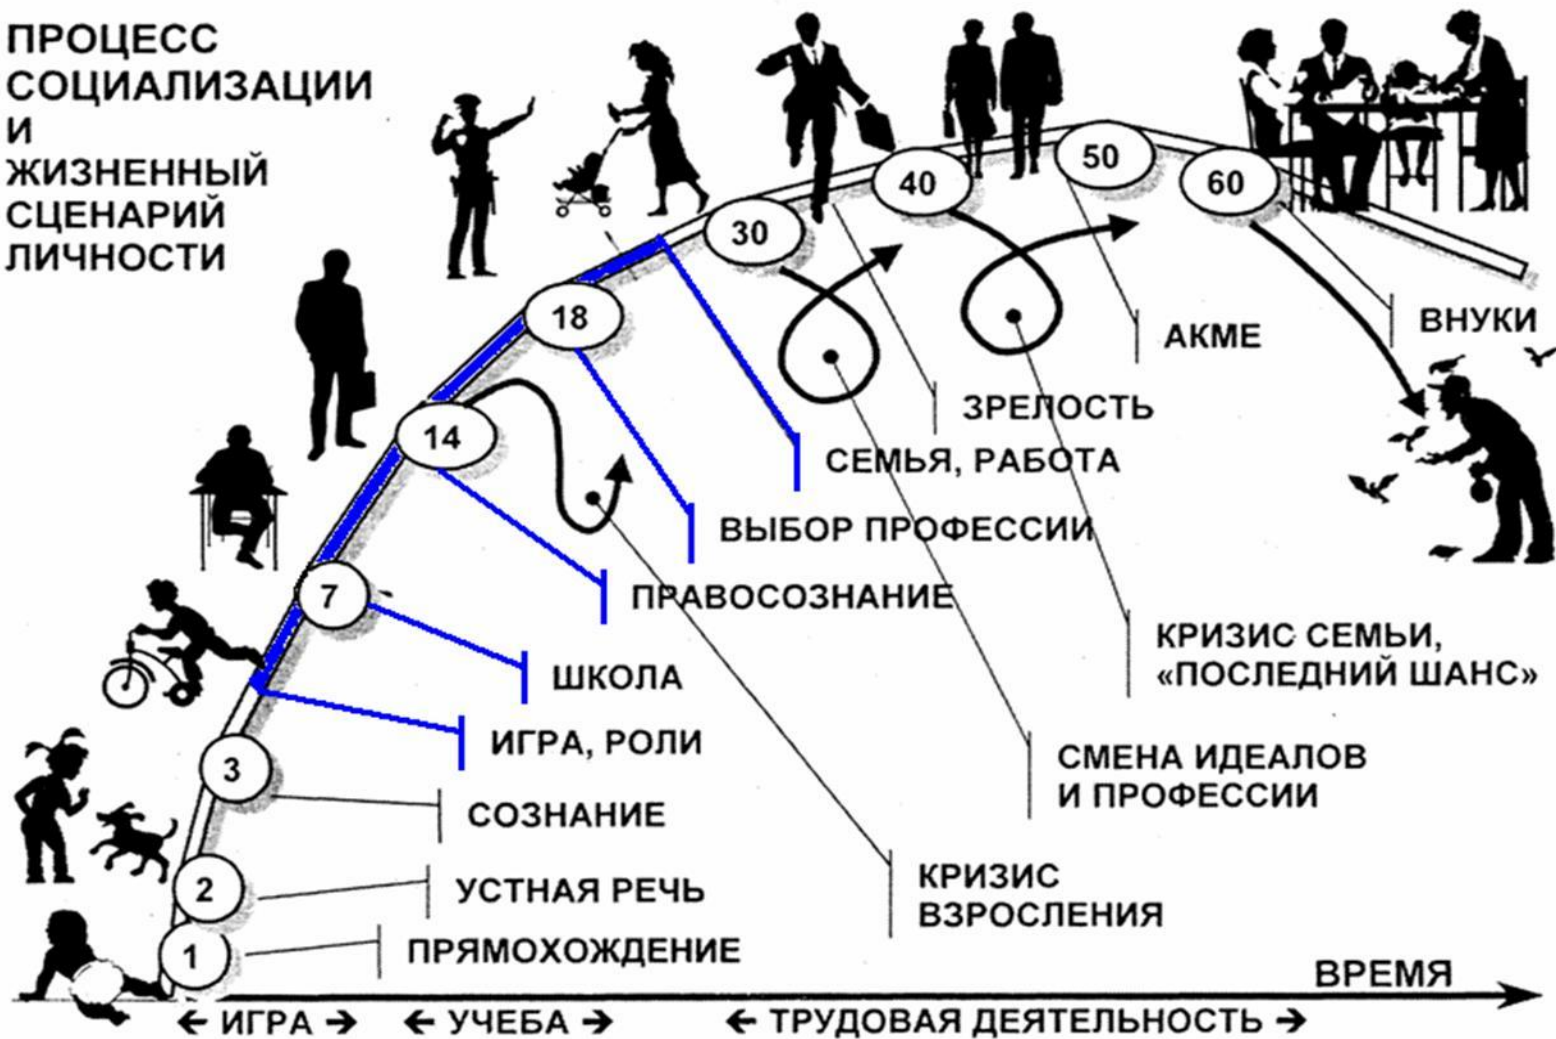 ПРОЦЕСС
СОЦИАЛИЗАЦИИ
И
ЖИЗНЕННЫЙ
СЦЕНАРИЙ
ЛИЧНОСТИ
50
40
60
30
18
ВНУКИ
АКМЕ
ЗРЕЛОСТЬ
14
СЕМЬЯ, РАБОТА
ВЫБОР ПРОФЕССИИ
7
ПРАВОСОЗНАНИЕ
КРИЗИС СЕМЬИ,
«ПОСЛЕДНИЙ ШАНС»
ШКОЛА
ИГРА, РОЛИ
СМЕНА ИДЕАЛОВ
И ПРОФЕССИИ
3
СОЗНАНИЕ
КРИЗИС
ВЗРОСЛЕНИЯ
2
УСТНАЯ РЕЧЬ
1
ПРЯМОХОЖДЕНИЕ
ВРЕМЯ
← ИГРА → ← УЧЕБА → ← ТРУДОВАЯ ДЕЯТЕЛЬНОСТЬ →